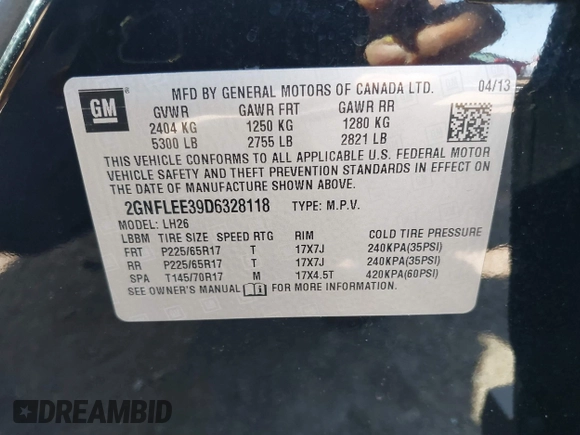 GM
®
MFD BY GENERAL MOTORS OF CANADA LTD. 04/13
GVWR GAWR FRT GAWR RR
2404 KG 1250 KG 1280 KG
5300 LB 2755 LB 2821 LB
THIS VEHICLE CONFORMS TO ALL APPLICABLE U.S. FEDERAL MOTOR
VEHICLE SAFETY AND THEFT PREVENTION STANDARDS IN EFFECT ON
THE DATE OF MANUFACTURE SHOWN ABOVE.
2GNFLEE39D6328118 TYPE: M.P.V.
MODEL: LH26
LBBM TIRE SIZE SPEED RTG RIM COLD TIRE PRESSURE
FRT P225/65R17 T 17X7J 240KPA(35PSI)
RR P225/65R17 T 17X7J 240KPA(35PSI)
SPA T145/70R17 M 17X4.5T 420KPA(60PSI)
SEE OWNER'S MANUAL FOR MORE INFORMATION
DREAMBID